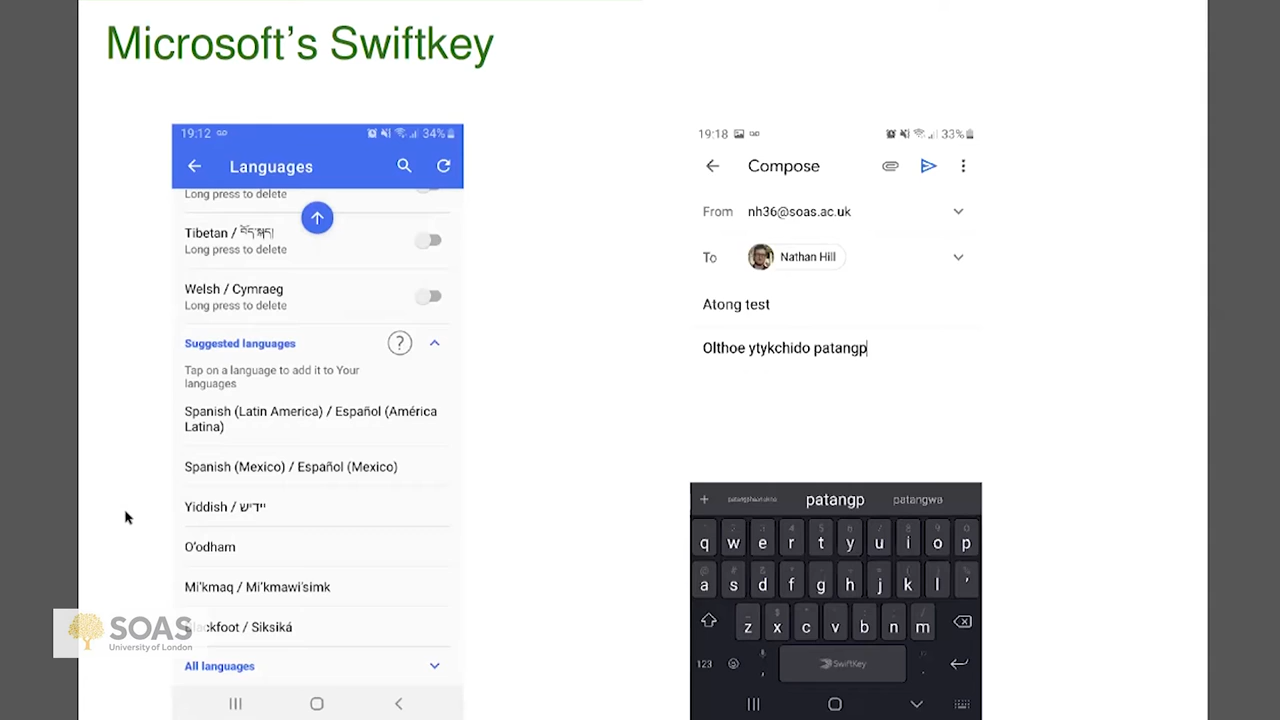 Microsoft's Swiftkey
19:12
34%
Languages
Long press to delete
Tibetan / བོད་སྐད།
Long press to delete
Welsh / Cymraeg
Long press to delete
Suggested languages
?
Tap on a language to add it to Your
languages
Spanish (Latin America) / Español (América
Latina)
Spanish (Mexico) / Español (Mexico)
Yiddish / ייִדיש
O'odham
Mi'kmaq / Mi'kmawi'simk
ckfoot / Siksiká
All languages
SOAS
University of London
19:18
33%
Compose
From nh36@soas.ac.uk
To Nathan Hill
Atong test
Olthoe ytykchido patangp
patangp patangwa
q w e r t y u i o p
a s d f g h j k l '
z x c v b n m
123 , SwiftKey .